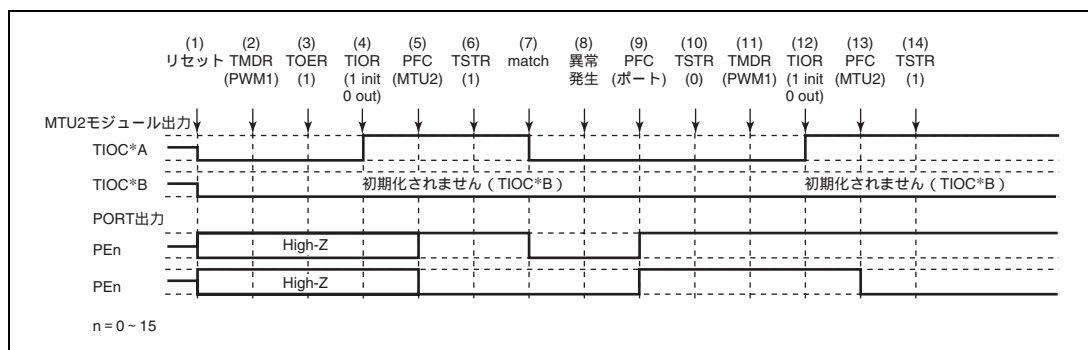 (1) (2) (3) (4) (5) (6) (7) (8) (9) (10) (11) (12) (13) (14)
リセット TMDR TOER TIOR PFC TSTR match 異常 PFC TSTR TMDR TIOR PFC TSTR
(PWM1) (1) (1 init (MTU2) (1) 発生 (ポート) (0) (PWM1) (1 init (MTU2) (1)
0 out) 0 out)
MTU2モジュール出力
TIOC*A
TIOC*B 初期化されません（TIOC*B） 初期化されません（TIOC*B）
PORT出力
PEn High-Z
PEn High-Z
n = 0 ~ 15